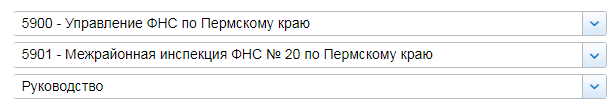 5900 - Управление ФНС по Пермскому краю
5901 - Межрайонная инспекция ФНС № 20 по Пермскому краю
Руководство